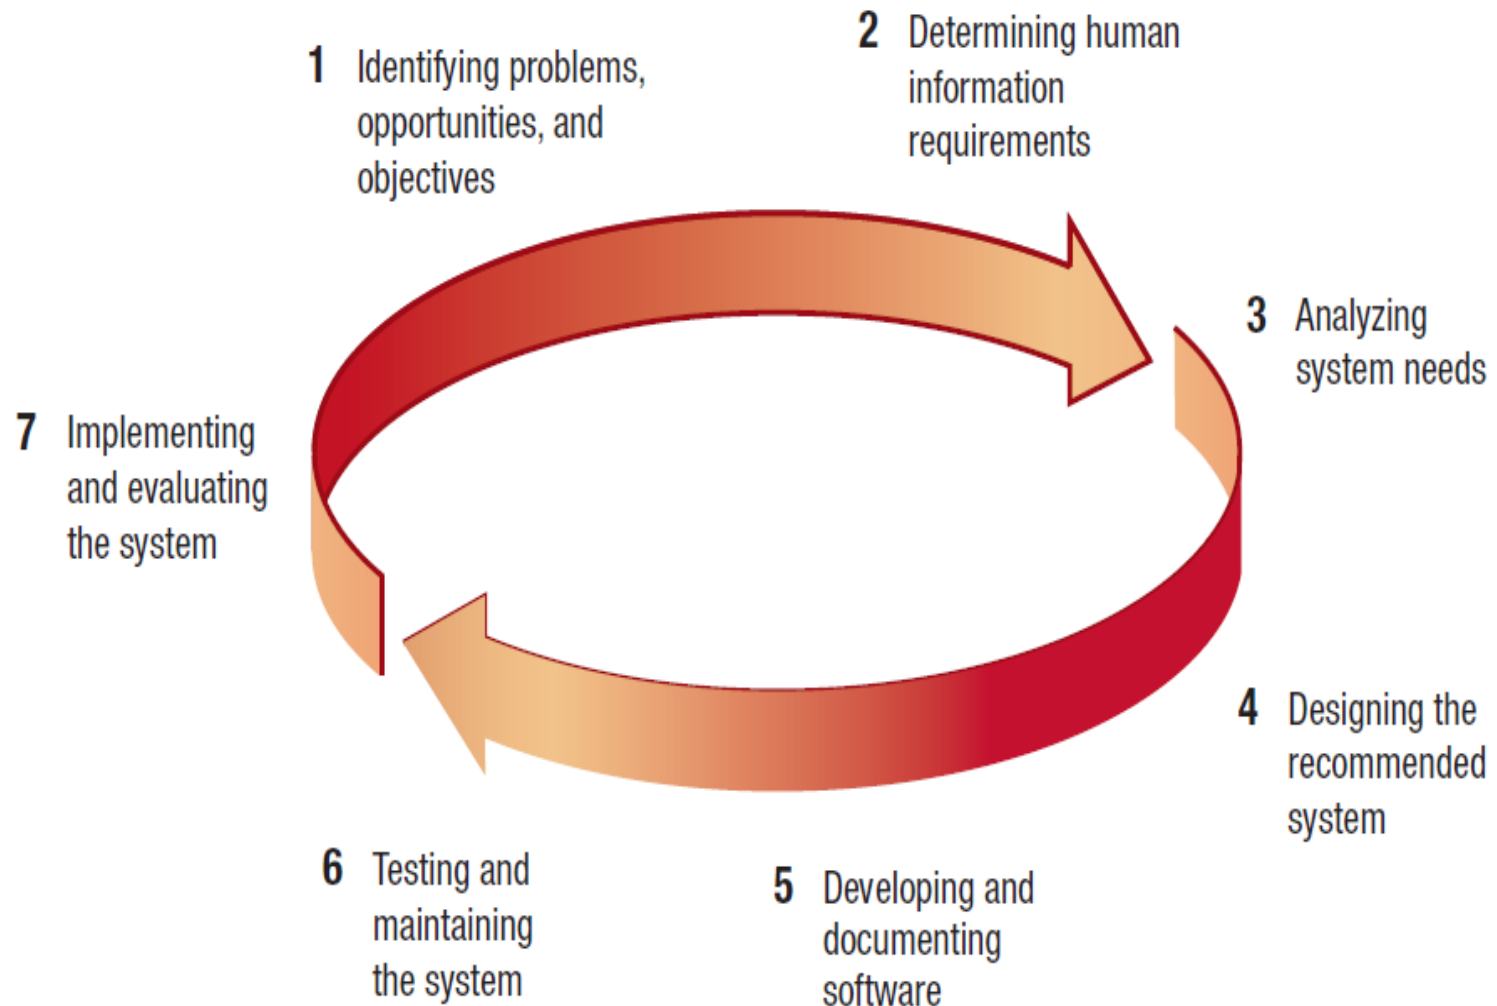 1 Identifying problems,
opportunities, and
objectives
2 Determining human
information
requirements
3 Analyzing
system needs
4 Designing the
recommended
system
5 Developing and
documenting
software
6 Testing and
maintaining
the system
7 Implementing
and evaluating
the system